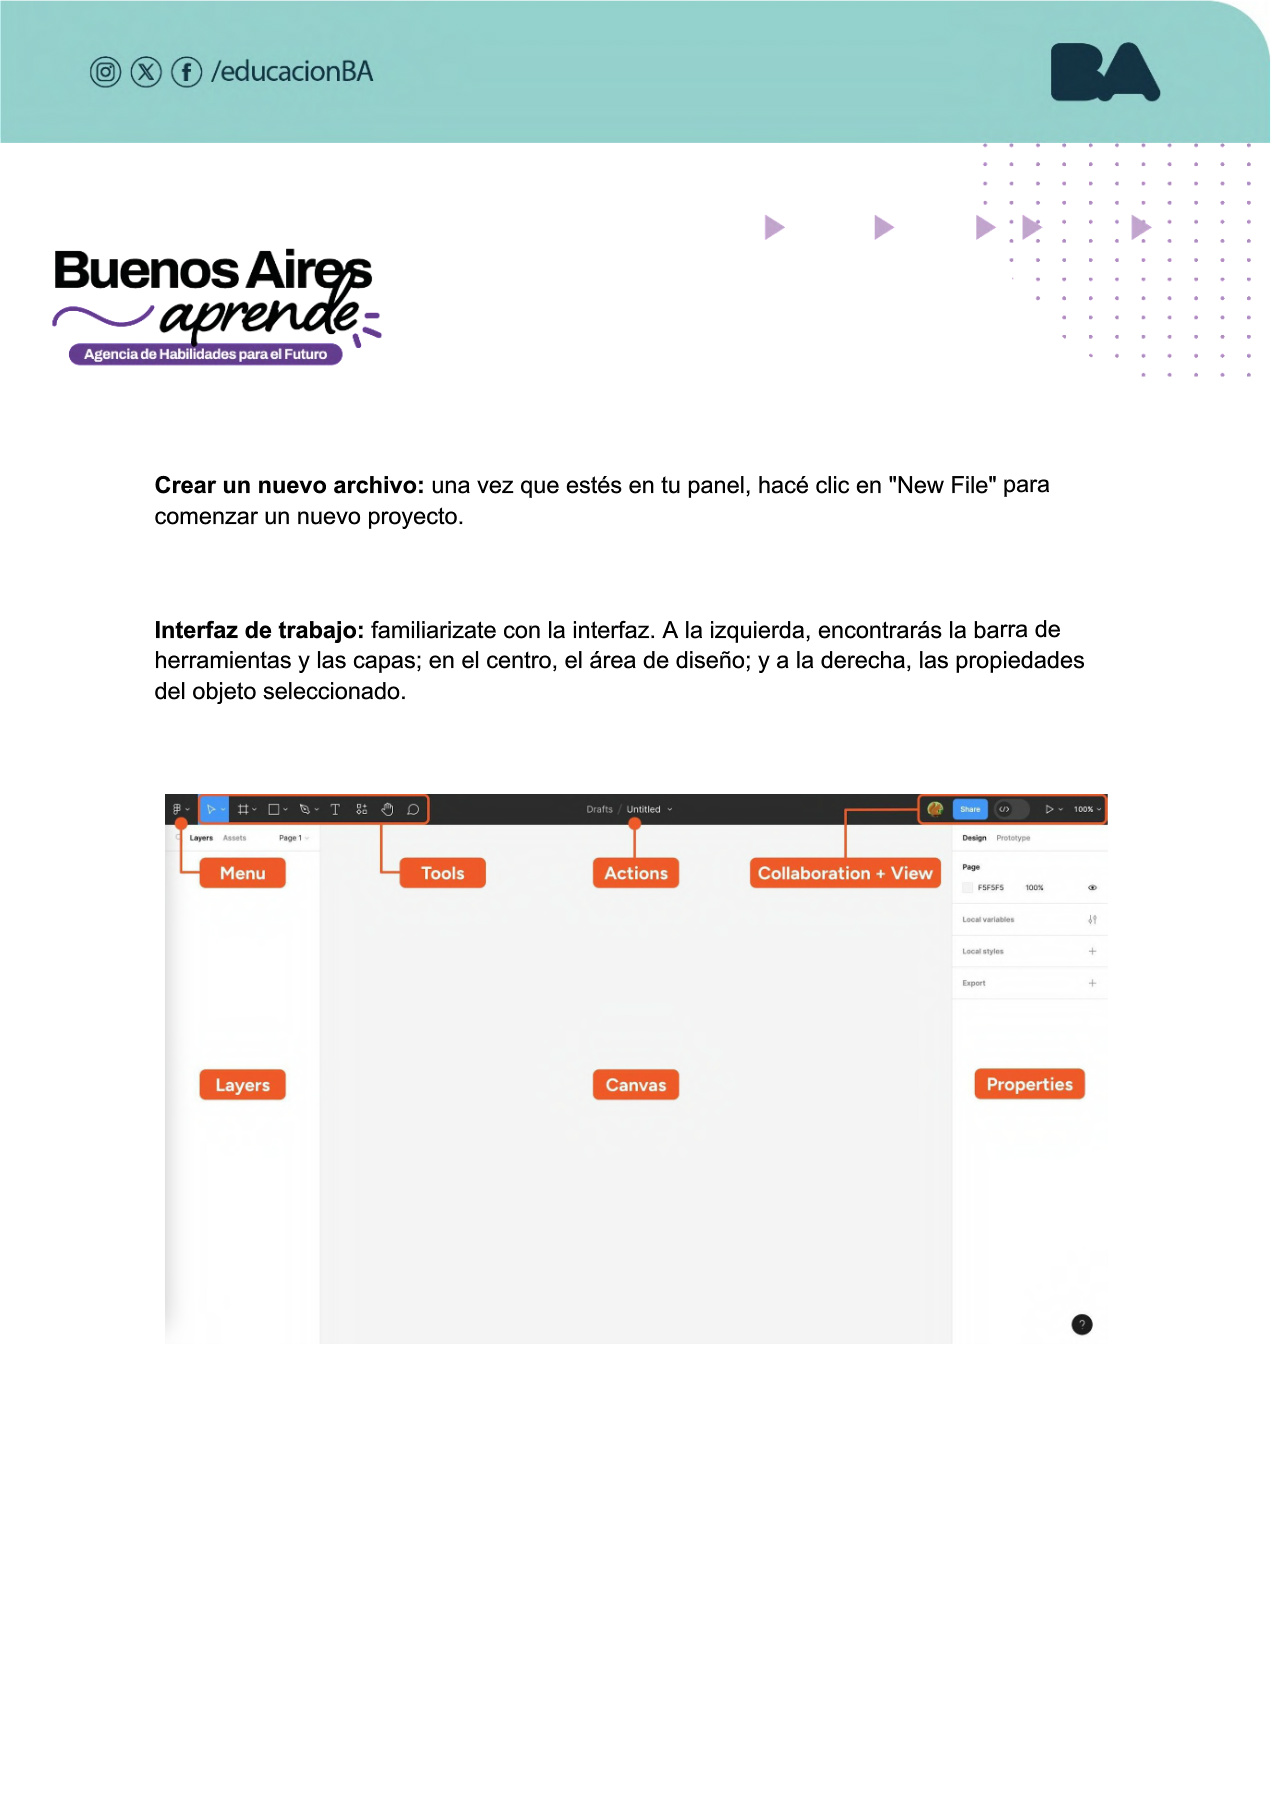 /educacionBA
BA
Buenos Aires
aprende
Agencia de Habilidades para el Futuro
Crear un nuevo archivo: una vez que estés en tu panel, hacé clic en "New File" para
comenzar un nuevo proyecto.
Interfaz de trabajo: familiarizate con la interfaz. A la izquierda, encontrarás la barra de
herramientas y las capas; en el centro, el área de diseño; y a la derecha, las propiedades
del objeto seleccionado.
Drafts / Untitled
Share
100%
Layers Assets Page 1
Design Prototype
Menu
Tools
Actions
Collaboration + View
Page
F5F5F5 100%
Local variables
Local styles
Export
Layers
Canvas
Properties
?